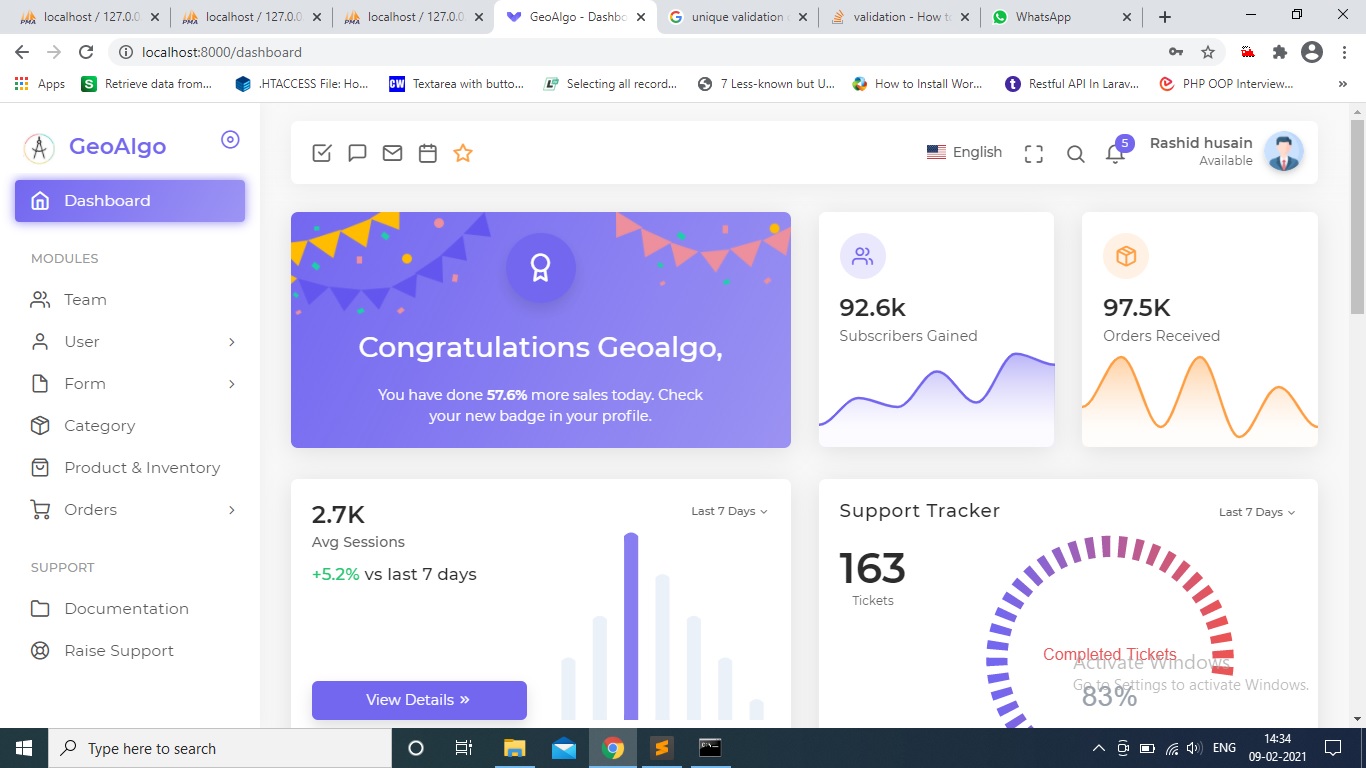 localhost / 127.0.0
localhost / 127.0.0
localhost / 127.0.0
GeoAlgo - Dashbo
unique validation
validation - How to
WhatsApp
localhost:8000/dashboard
Apps
Retrieve data from...
.HTACCESS File: Ho...
CW
Textarea with butto...
Selecting all record...
7 Less-known but U...
How to Install Wor...
Restful API In Larav...
PHP OOP Interview...
GeoAlgo
English
5
Rashid husain
Available
Dashboard
MODULES
Team
User
Form
Category
Product & Inventory
Orders
SUPPORT
Documentation
Raise Support
Congratulations Geoalgo,
You have done 57.6% more sales today. Check
your new badge in your profile.
92.6k
Subscribers Gained
97.5K
Orders Received
2.7K
Last 7 Days
Avg Sessions
+5.2% vs last 7 days
View Details »
Support Tracker
Last 7 Days
163
Tickets
Completed Tickets
83%
Activate Windows
Go to Settings to activate Windows.
Type here to search
ENG
14:34
09-02-2021